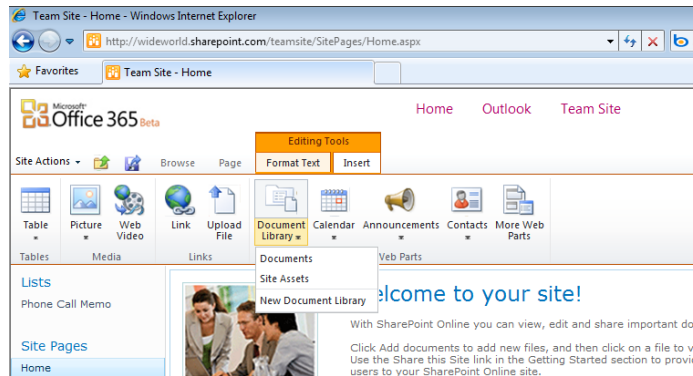 Team Site - Home - Windows Internet Explorer
http://wideworld.sharepoint.com/teamsite/SitePages/Home.aspx
Favorites Team Site - Home
Microsoft
Office 365 Beta
Home Outlook Team Site
Editing Tools
Site Actions Browse Page Format Text Insert
Table Picture Web Video Link Upload File Document Library Calendar Announcements Contacts More Web Parts
Tables Media Links Web Parts
Documents
Site Assets
New Document Library
Lists
Phone Call Memo
Site Pages
Home
elcome to your site!
With SharePoint Online you can view, edit and share important do
Click Add documents to add new files, and then click on a file to v
Use the Share this Site link in the Getting Started section to provi
users to your SharePoint Online site.